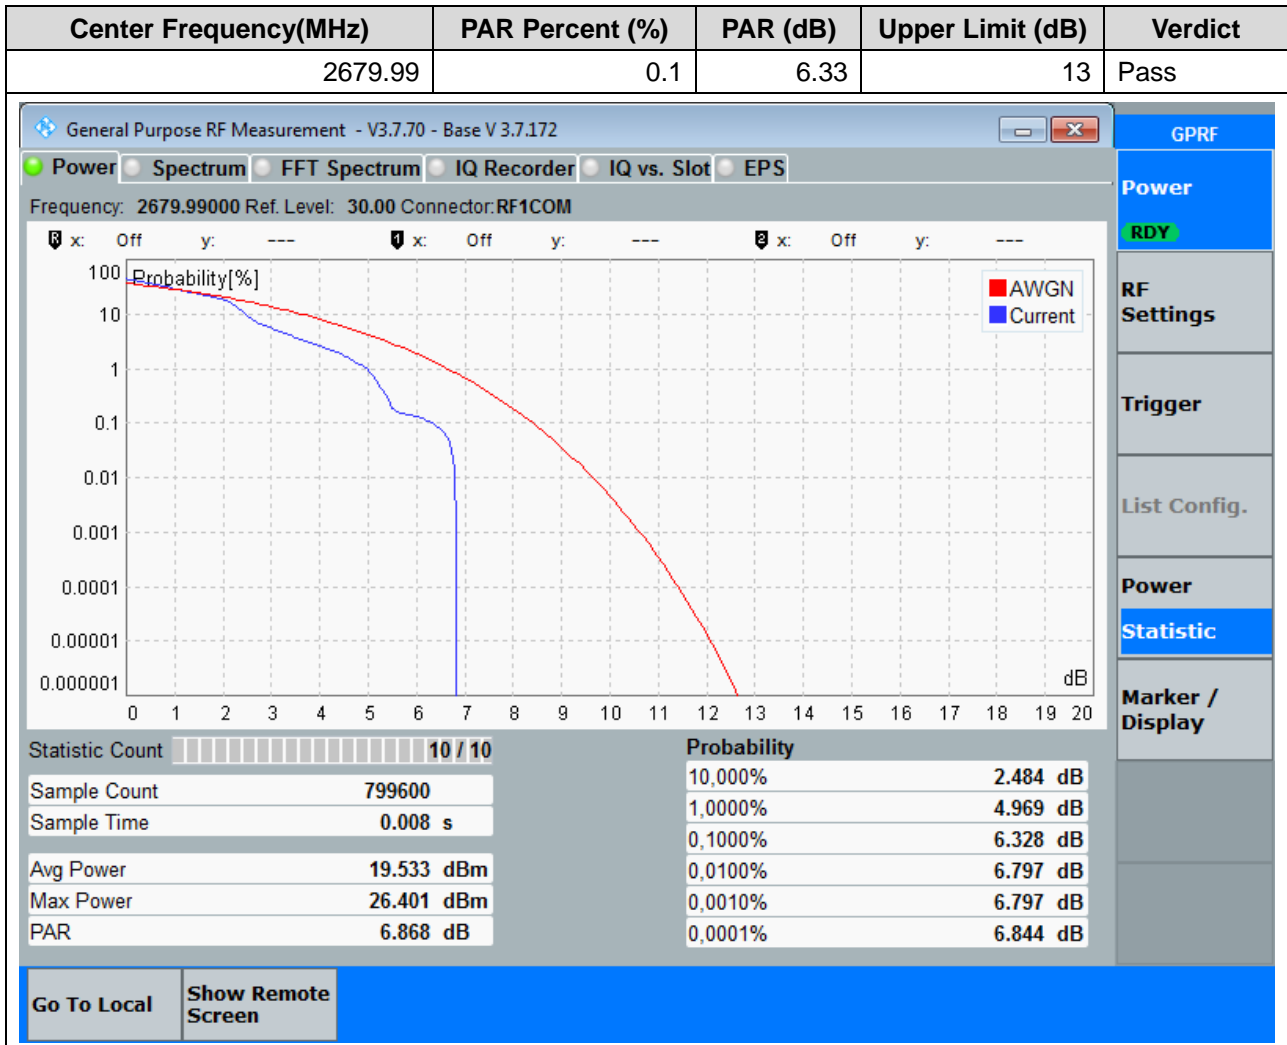 Center Frequency(MHz) PAR Percent (%) PAR (dB) Upper Limit (dB) Verdict
2679.99 0.1 6.33 13 Pass
General Purpose RF Measurement - V3.7.70 - Base V 3.7.172
GPRF
Power Spectrum FFT Spectrum IQ Recorder IQ vs. Slot EPS
Power
RDY
Frequency: 2679.99000 Ref. Level: 30.00 Connector:RF1COM
R x: Off y: --- 1 x: Off y: --- 2 x: Off y: ---
Probability[%]
100
10
1
0.1
0.01
0.001
0.0001
0.00001
0.000001
AWGN
Current
dB
0 1 2 3 4 5 6 7 8 9 10 11 12 13 14 15 16 17 18 19 20
RF
Settings
Trigger
List Config.
Power
Statistic
Marker /
Display
Statistic Count 10 / 10
Sample Count 799600
Sample Time 0.008 s
Avg Power 19.533 dBm
Max Power 26.401 dBm
PAR 6.868 dB
Probability
10,000% 2.484 dB
1,0000% 4.969 dB
0,1000% 6.328 dB
0,0100% 6.797 dB
0,0010% 6.797 dB
0,0001% 6.844 dB
Go To Local
Show Remote
Screen